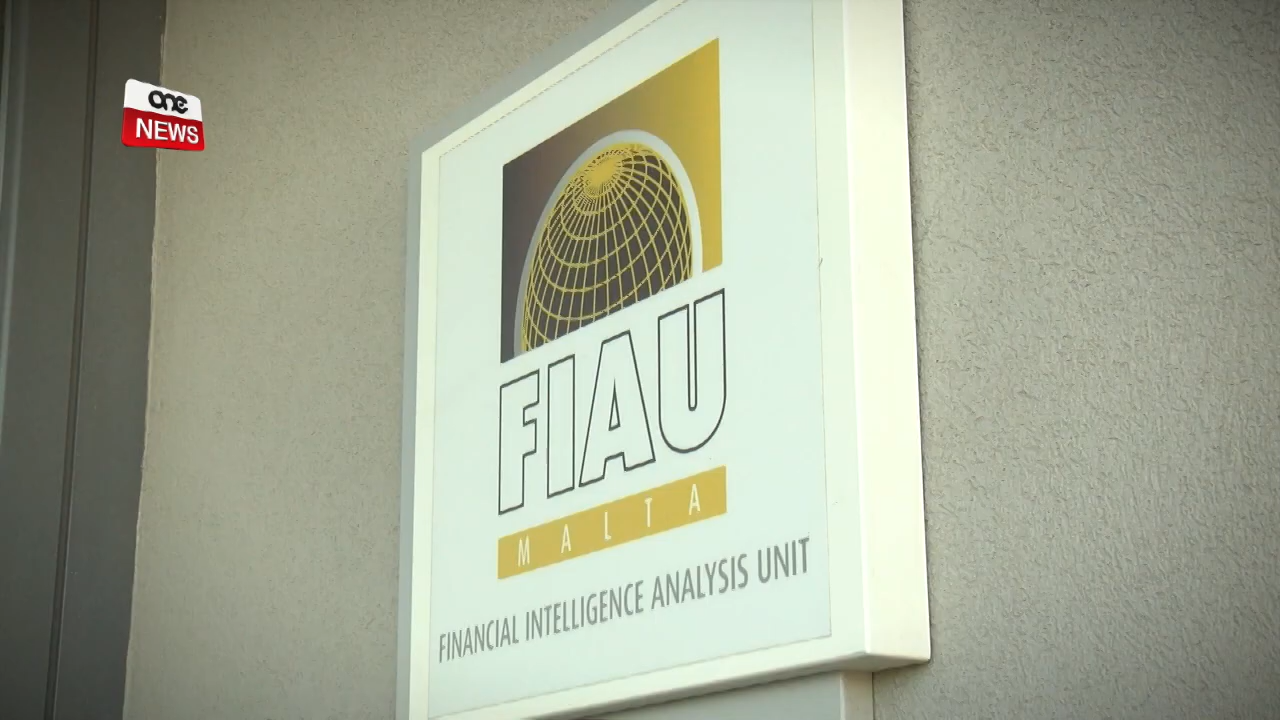 one
NEWS
FIAU
MALTA
FINANCIAL INTELLIGENCE ANALYSIS UNIT